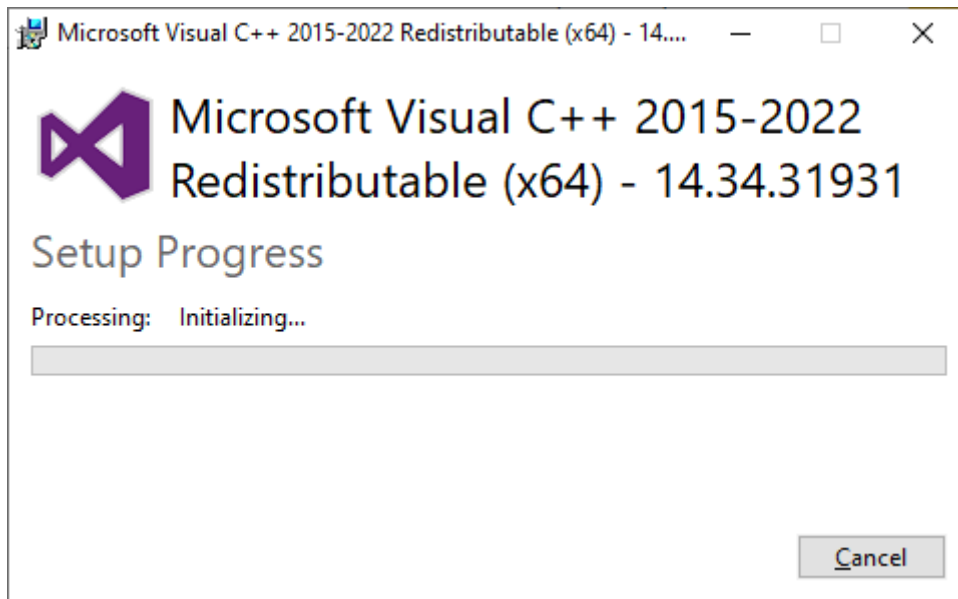 Microsoft Visual C++ 2015-2022 Redistributable (x64) - 14....
Microsoft Visual C++ 2015-2022
Redistributable (x64) - 14.34.31931
Setup Progress
Processing: Initializing...
Cancel